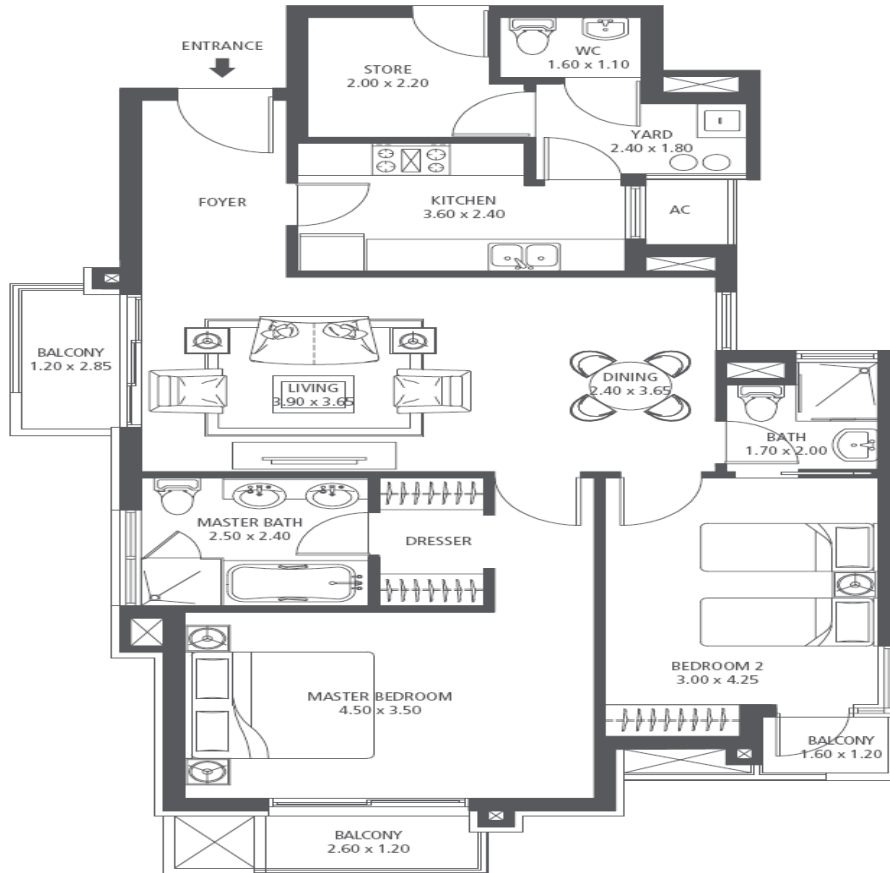 ENTRANCE
STORE
2.00 x 2.20
WC
1.60 x 1.10
YARD
2.40 x 1.80
FOYER
KITCHEN
3.60 x 2.40
AC
BALCONY
1.20 x 2.85
LIVING
3.90 x 3.65
DINING
2.40 x 3.65
BATH
1.70 x 2.00
MASTER BATH
2.50 x 2.40
DRESSER
BEDROOM 2
3.00 x 4.25
MASTER BEDROOM
4.50 x 3.50
BALCONY
1.60 x 1.20
BALCONY
2.60 x 1.20